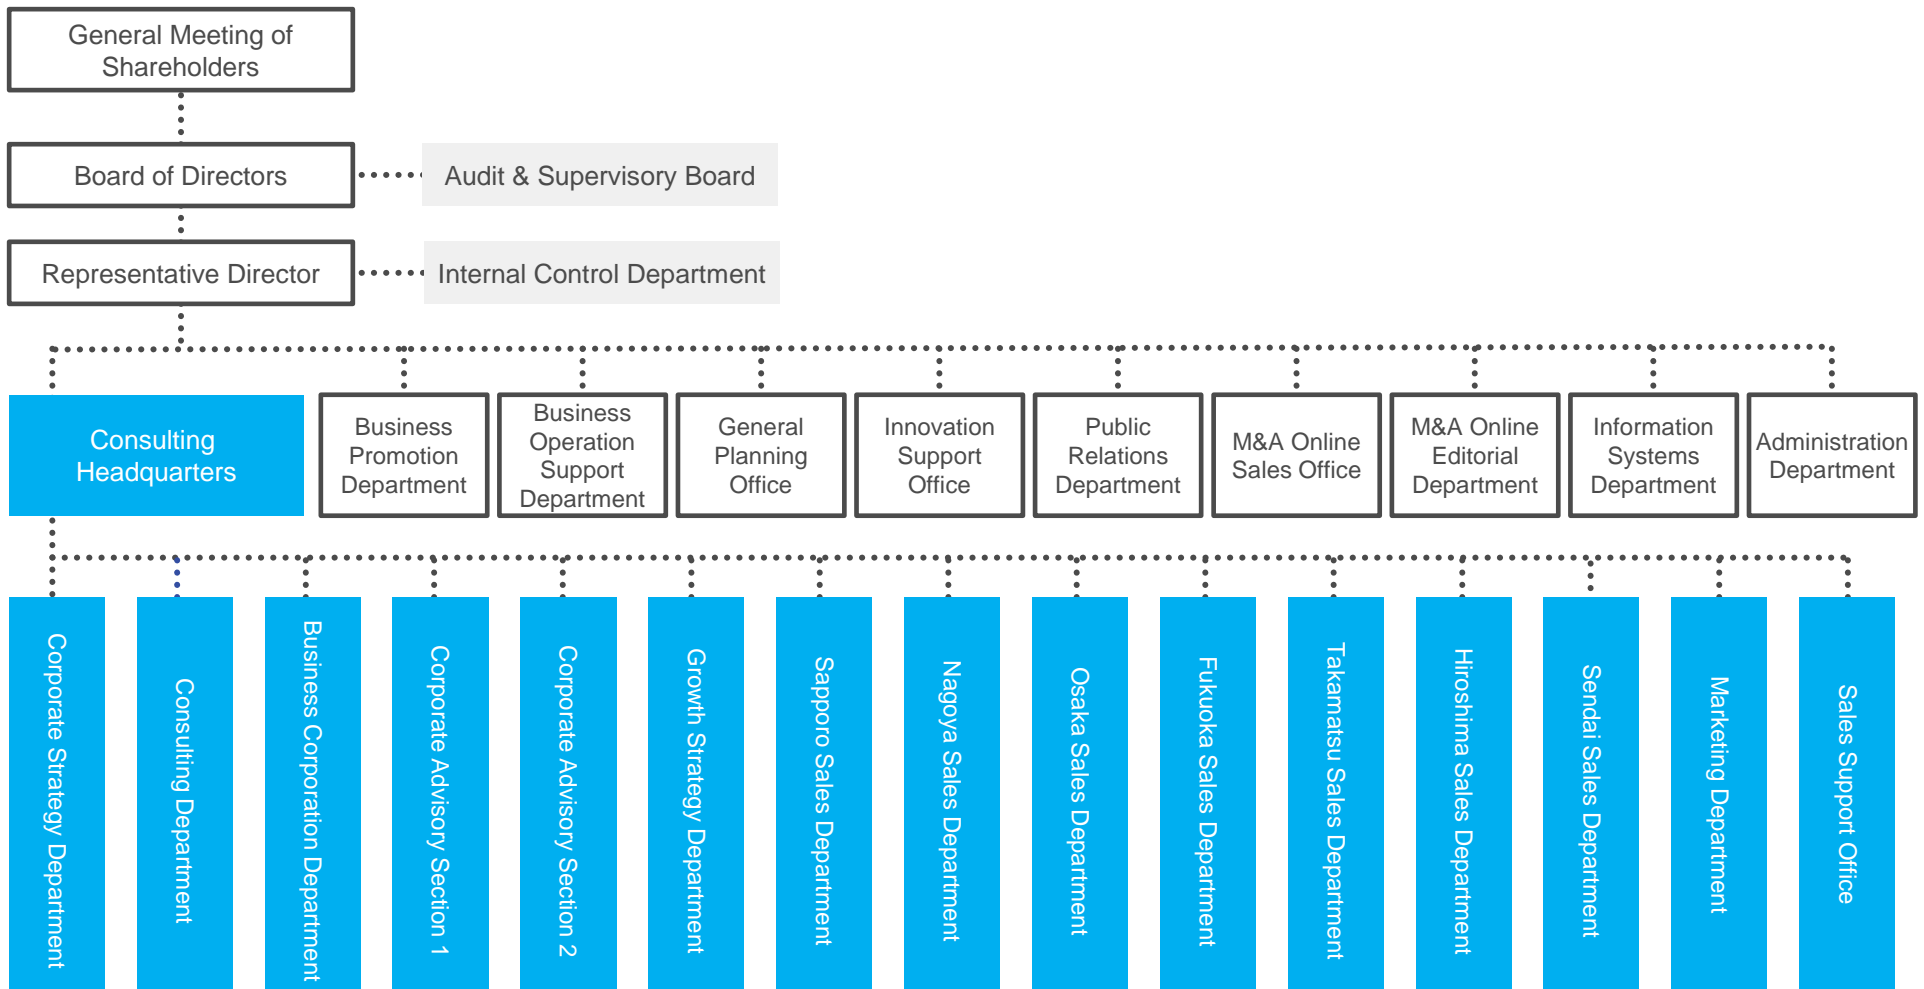 General Meeting of
Shareholders
Board of Directors
Audit & Supervisory Board
Representative Director
Internal Control Department
Consulting
Headquarters
Business
Promotion
Department
Business
Operation
Support
Department
General
Planning
Office
Innovation
Support
Office
Public
Relations
Department
M&A Online
Sales Office
M&A Online
Editorial
Department
Information
Systems
Department
Administration
Department
Corporate Strategy Department
Consulting Department
Business Corporation Department
Corporate Advisory Section 1
Corporate Advisory Section 2
Growth Strategy Department
Sapporo Sales Department
Nagoya Sales Department
Osaka Sales Department
Fukuoka Sales Department
Takamatsu Sales Department
Hiroshima Sales Department
Sendai Sales Department
Marketing Department
Sales Support Office